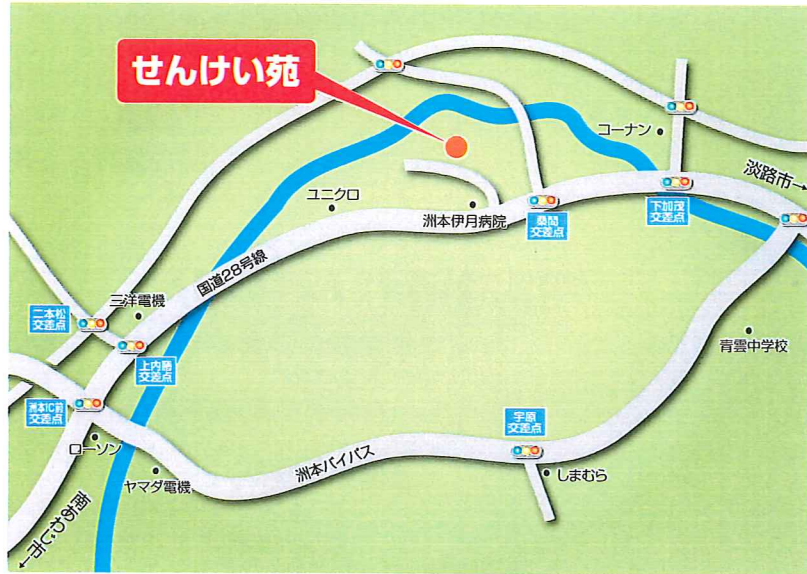 せんけい苑
コーナン
淡路市→
ユニクロ
洲本伊月病院
桑間
交差点
下加茂
交差点
国道28号線
三洋電機
二本松
交差点
上内膳
交差点
青雲中学校
洲本IC前
交差点
宇原
交差点
ローソン
洲本バイパス
しまむら
ヤマダ電機
←南あわじ市